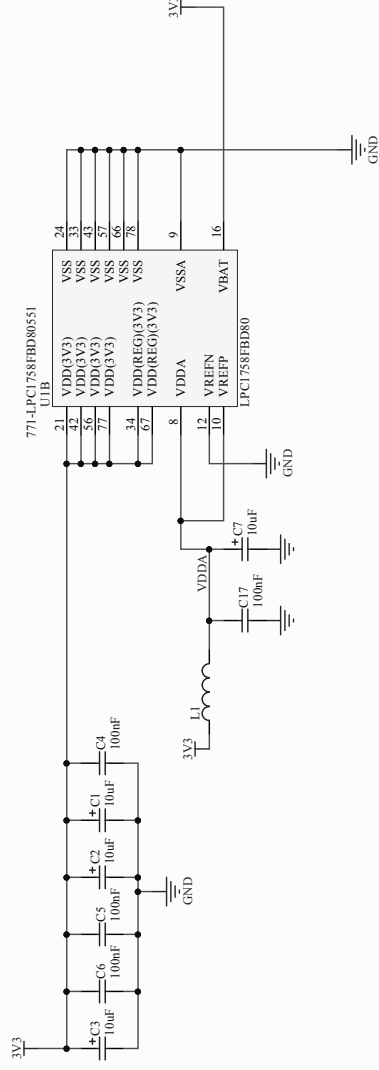 3V3
24
33
43
57
66
78
9
16
VSS
VSS
VSS
VSS
VSS
VSS
VSSA
VBAT
GND
771-LPC1758FBD80551
U1B
VDD(3V3)
VDD(3V3)
VDD(3V3)
VDD(3V3)
VDD(REG)(3V3)
VDD(REG)(3V3)
VDDA
VREFN
VREFP
LPC1758FBD80
21
42
56
77
34
67
8
12
10
GND
VDDA
+ C7
10uF
C17
100nF
L1
3V3
C4
100nF
+ C1
10uF
+ C2
10uF
C5
100nF
C6
100nF
+ C3
10uF
GND
3V3